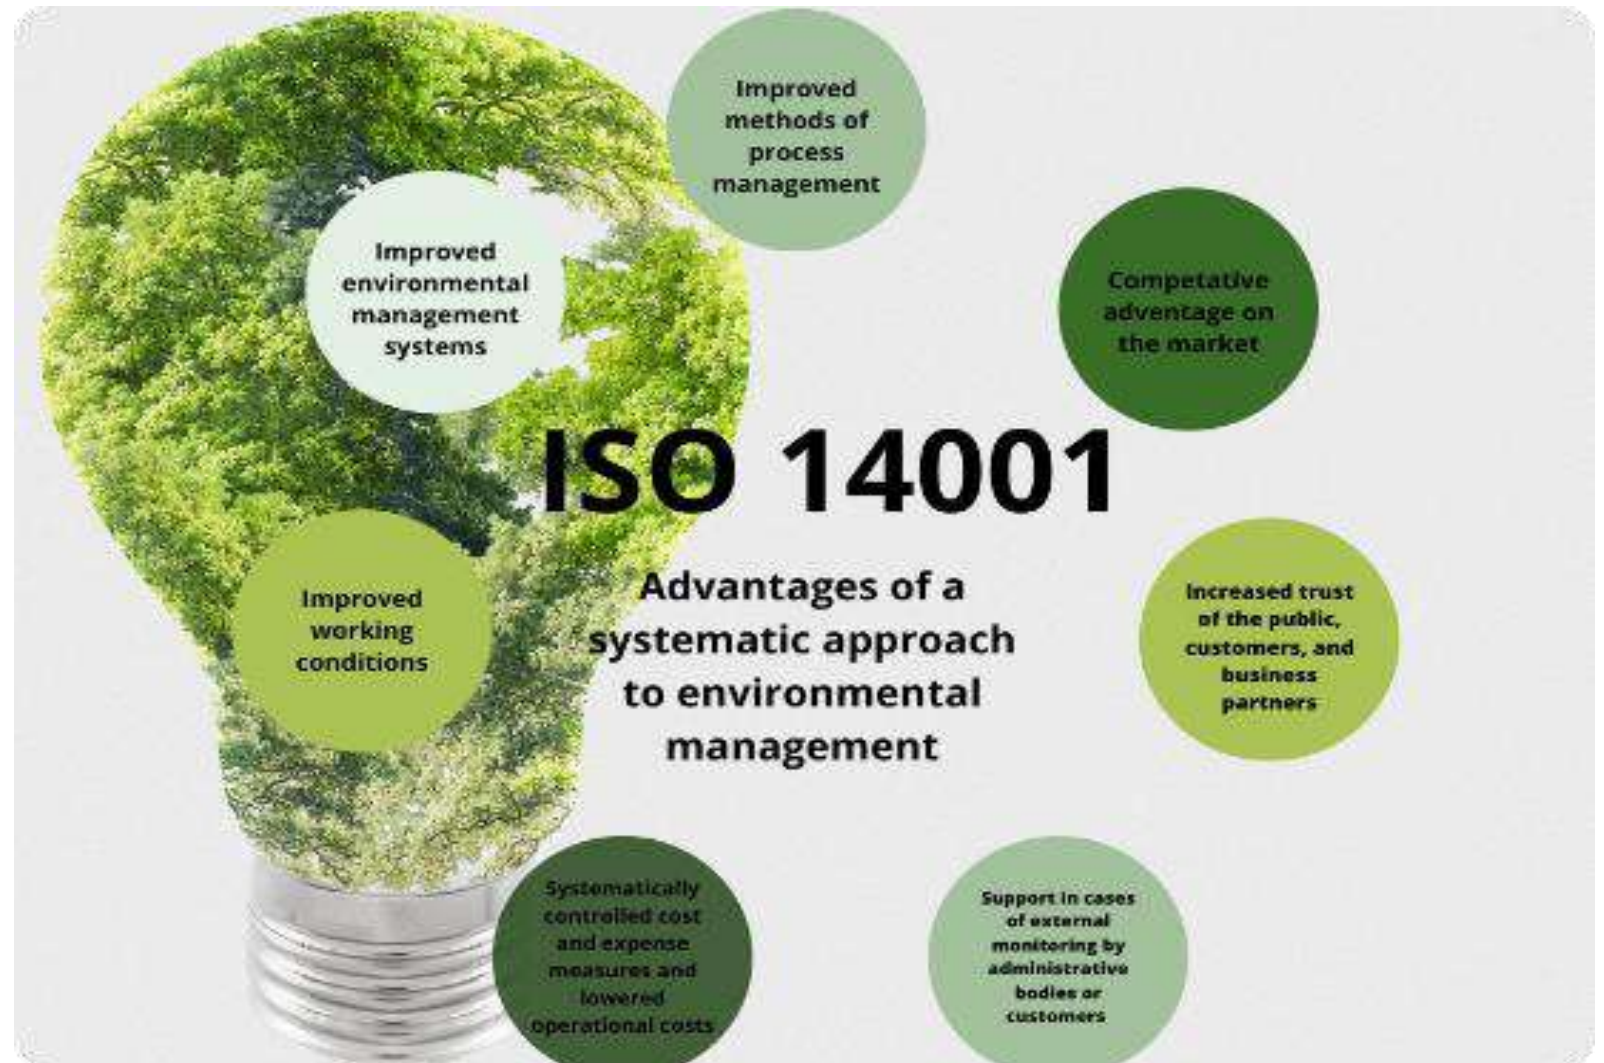 Improved
methods of
process
management
Improved
environmental
management
systems
Competative
adventage on
the market
ISO 14001
Advantages of a
systematic approach
to environmental
management
Improved
working
conditions
Increased trust
of the public,
customers, and
business
partners
Systematically
controlled cost
and expense
measures and
lowered
operational costs
Support in cases
of external
monitoring by
administrative
bodies or
customers